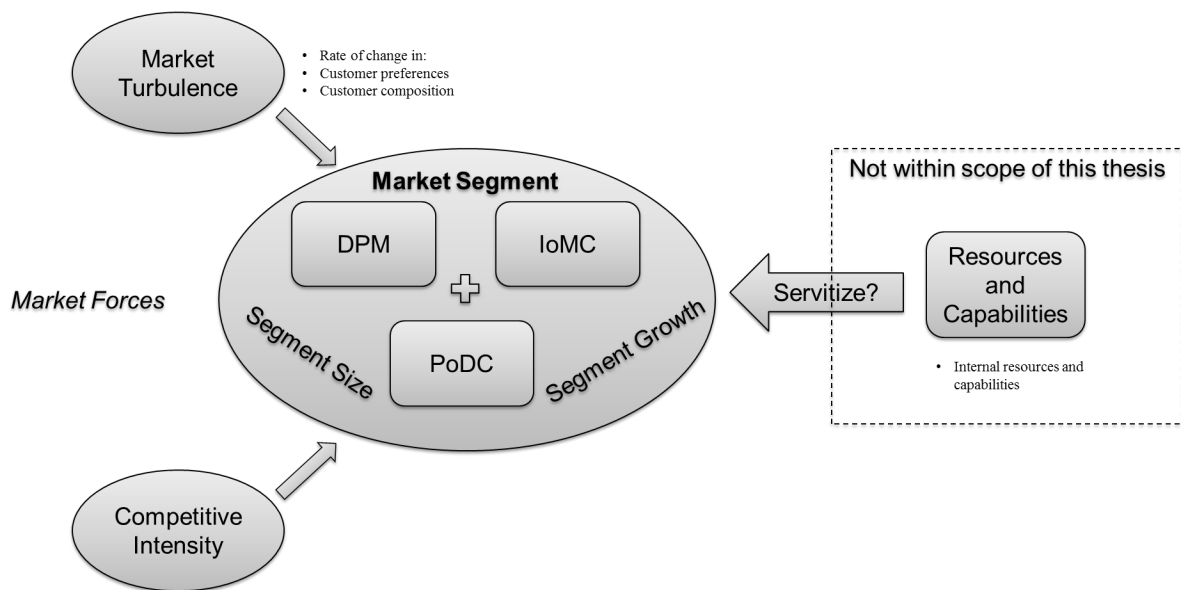 Market
Turbulence
• Rate of change in:
• Customer preferences
• Customer composition
Market Segment
DPM
IoMC
PoDC
Segment Size
Segment Growth
Market Forces
Competitive
Intensity
Servitize?
Not within scope of this thesis
Resources
and
Capabilities
• Internal resources and
capabilities